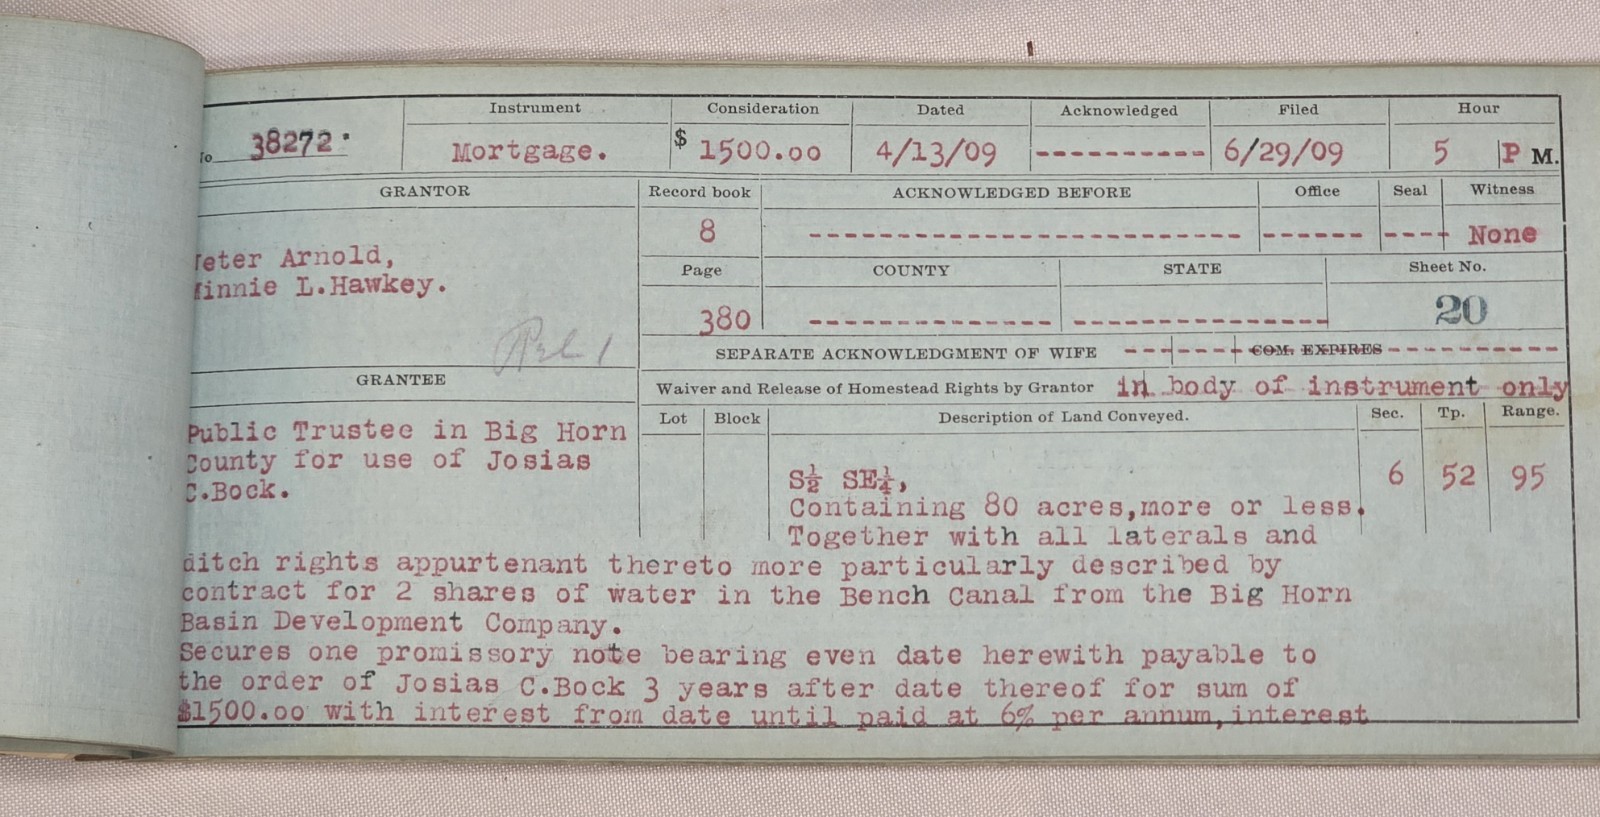 No 38272.
Instrument
Mortgage.
Consideration
$ 1500.00
Dated
4/13/09
Acknowledged
-----------
Filed
6/29/09
Hour
5 P M.
GRANTOR
Peter Arnold,
Minnie L.Hawkey.
Record book
8
Page
380
ACKNOWLEDGED BEFORE
-------------------------
Office
------
Seal
----
Witness
None
COUNTY
--------------
STATE
---------------
Sheet No.
20
SEPARATE ACKNOWLEDGMENT OF WIFE ------- COM. EXPIRES -----------
Waiver and Release of Homestead Rights by Grantor in body of instrument only
GRANTEE
Public Trustee in Big Horn
County for use of Josias
C.Bock.
Lot Block Description of Land Conveyed. Sec. Tp. Range.
S½ SE¼, 6 52 95
Containing 80 acres,more or less.
Together with all laterals and
ditch rights appurtenant thereto more particularly described by
contract for 2 shares of water in the Bench Canal from the Big Horn
Basin Development Company.
Secures one promissory note bearing even date herewith payable to
the order of Josias C.Bock 3 years after date thereof for sum of
$1500.00 with interest from date until paid at 6% per annum,interest